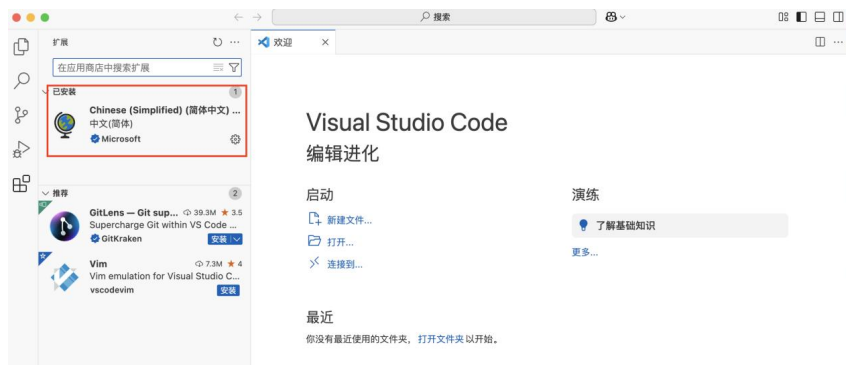 搜索
扩展
欢迎
在应用商店中搜索扩展
已安装
1
Chinese (Simplified) (简体中文) ...
中文(简体)
Microsoft
推荐
2
GitLens — Git sup... 39.3M ★ 3.5
Supercharge Git within VS Code ...
GitKraken
安装
Vim 7.3M ★ 4
Vim emulation for Visual Studio C...
vscodevim
安装
Visual Studio Code
编辑进化
启动
新建文件...
打开...
连接到...
演练
了解基础知识
更多...
最近
你没有最近使用的文件夹，打开文件夹以开始。